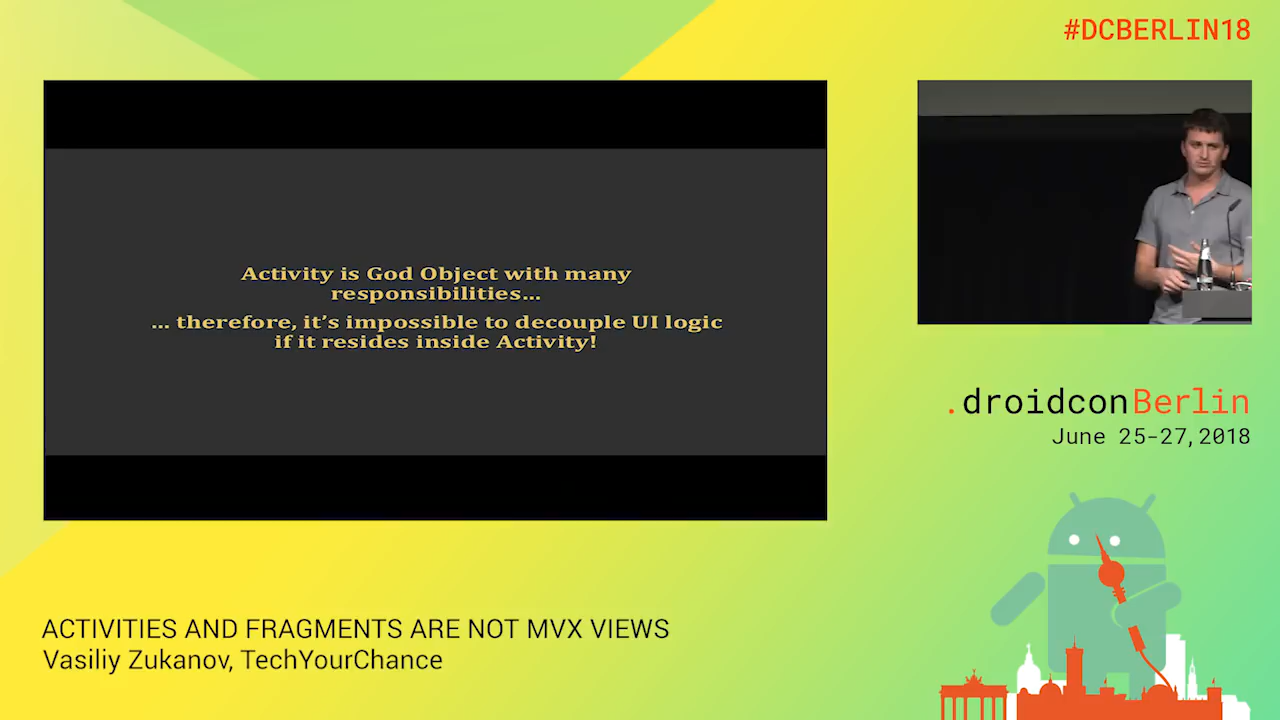 #DCBERLIN18
Activity is God Object with many
responsibilities…
… therefore, it’s impossible to decouple UI logic
if it resides inside Activity!
.droidconBerlin
June 25-27,2018
ACTIVITIES AND FRAGMENTS ARE NOT MVX VIEWS
Vasiliy Zukanov, TechYourChance